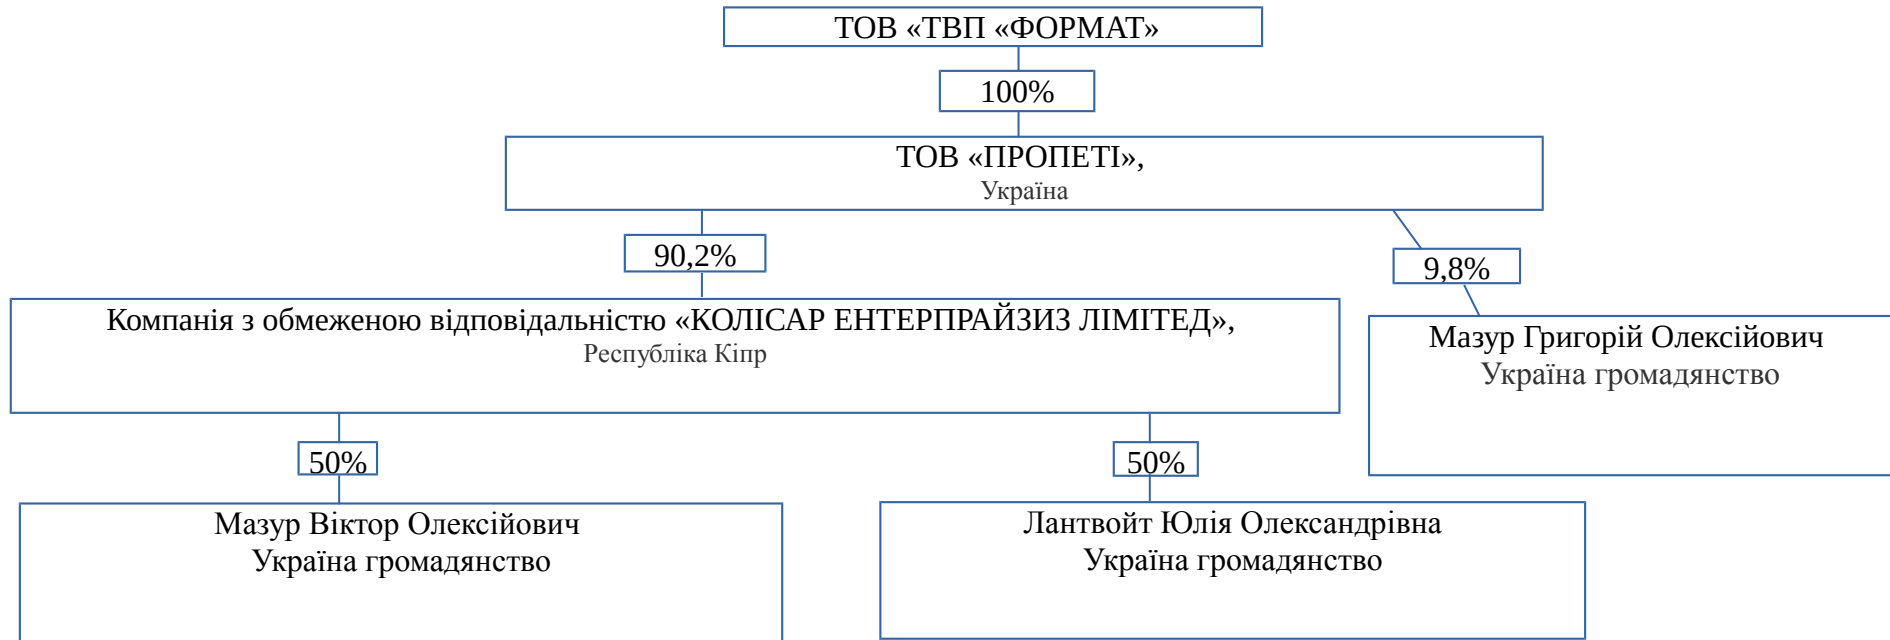 ТОВ «ТВП «ФОРМАТ»
100%
ТОВ «ПРОПЕТІ»,
Україна
90,2%
9,8%
Компанія з обмеженою відповідальністю «КОЛІСАР ЕНТЕРПРАЙЗИЗ ЛІМІТЕД»,
Республіка Кіпр
Мазур Григорій Олексійович
Україна громадянство
50%
50%
Мазур Віктор Олексійович
Україна громадянство
Лантвойт Юлія Олександрівна
Україна громадянство